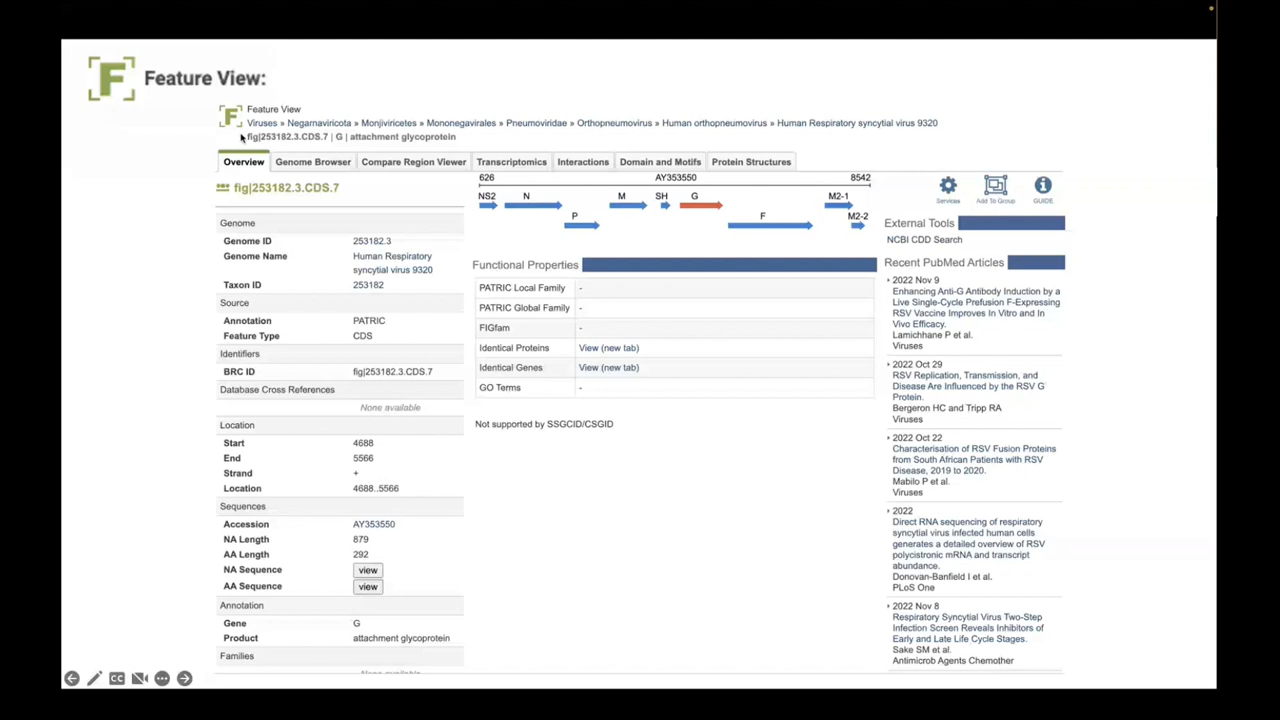 F Feature View:
F Feature View
Viruses » Negarnaviricota » Monjiviricetes » Mononegavirales » Pneumoviridae » Orthopneumovirus » Human orthopneumovirus » Human Respiratory syncytial virus 9320
fig|253182.3.CDS.7 | G | attachment glycoprotein
Overview Genome Browser Compare Region Viewer Transcriptomics Interactions Domain and Motifs Protein Structures
fig|253182.3.CDS.7
Genome
Genome ID 253182.3
Genome Name Human Respiratory
syncytial virus 9320
Taxon ID 253182
Source
Annotation PATRIC
Feature Type CDS
Identifiers
BRC ID fig|253182.3.CDS.7
Database Cross References
None available
Location
Start 4688
End 5566
Strand +
Location 4688..5566
Sequences
Accession AY353550
NA Length 879
AA Length 292
NA Sequence view
AA Sequence view
Annotation
Gene G
Product attachment glycoprotein
Families
626 AY353550 8542
NS2 N M SH G M2-1
P F M2-2
Functional Properties
PATRIC Local Family -
PATRIC Global Family -
FIGfam -
Identical Proteins View (new tab)
Identical Genes View (new tab)
GO Terms -
Not supported by SSGCID/CSGID
Services Add To Group GUIDE
External Tools
NCBI CDD Search
Recent PubMed Articles
2022 Nov 9
Enhancing Anti-G Antibody Induction by a
Live Single-Cycle Prefusion F-Expressing
RSV Vaccine Improves In Vitro and In
Vivo Efficacy.
Lamichhane P et al.
Viruses
2022 Oct 29
RSV Replication, Transmission, and
Disease Are Influenced by the RSV G
Protein.
Bergeron HC and Tripp RA
Viruses
2022 Oct 22
Characterisation of RSV Fusion Proteins
from South African Patients with RSV
Disease, 2019 to 2020.
Mabilo P et al.
Viruses
2022
Direct RNA sequencing of respiratory
syncytial virus infected human cells
generates a detailed overview of RSV
polycistronic mRNA and transcript
abundance.
Donovan-Banfield I et al.
PLoS One
2022 Nov 8
Respiratory Syncytial Virus Two-Step
Infection Screen Reveals Inhibitors of
Early and Late Life Cycle Stages.
Sake SM et al.
Antimicrob Agents Chemother
CC